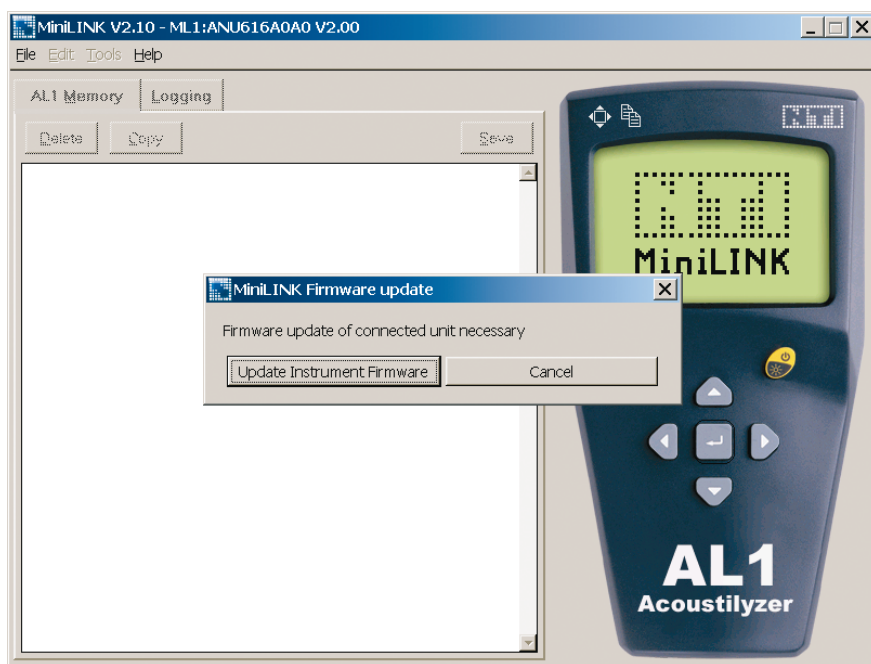 MiniLINK V2.10 - ML1:ANU616A0A0 V2.00
File Edit Tools Help
AL1 Memory Logging
Delete Copy Save
MiniLINK
MiniLINK Firmware update
Firmware update of connected unit necessary
Update Instrument Firmware Cancel
AL1
Acoustilyzer